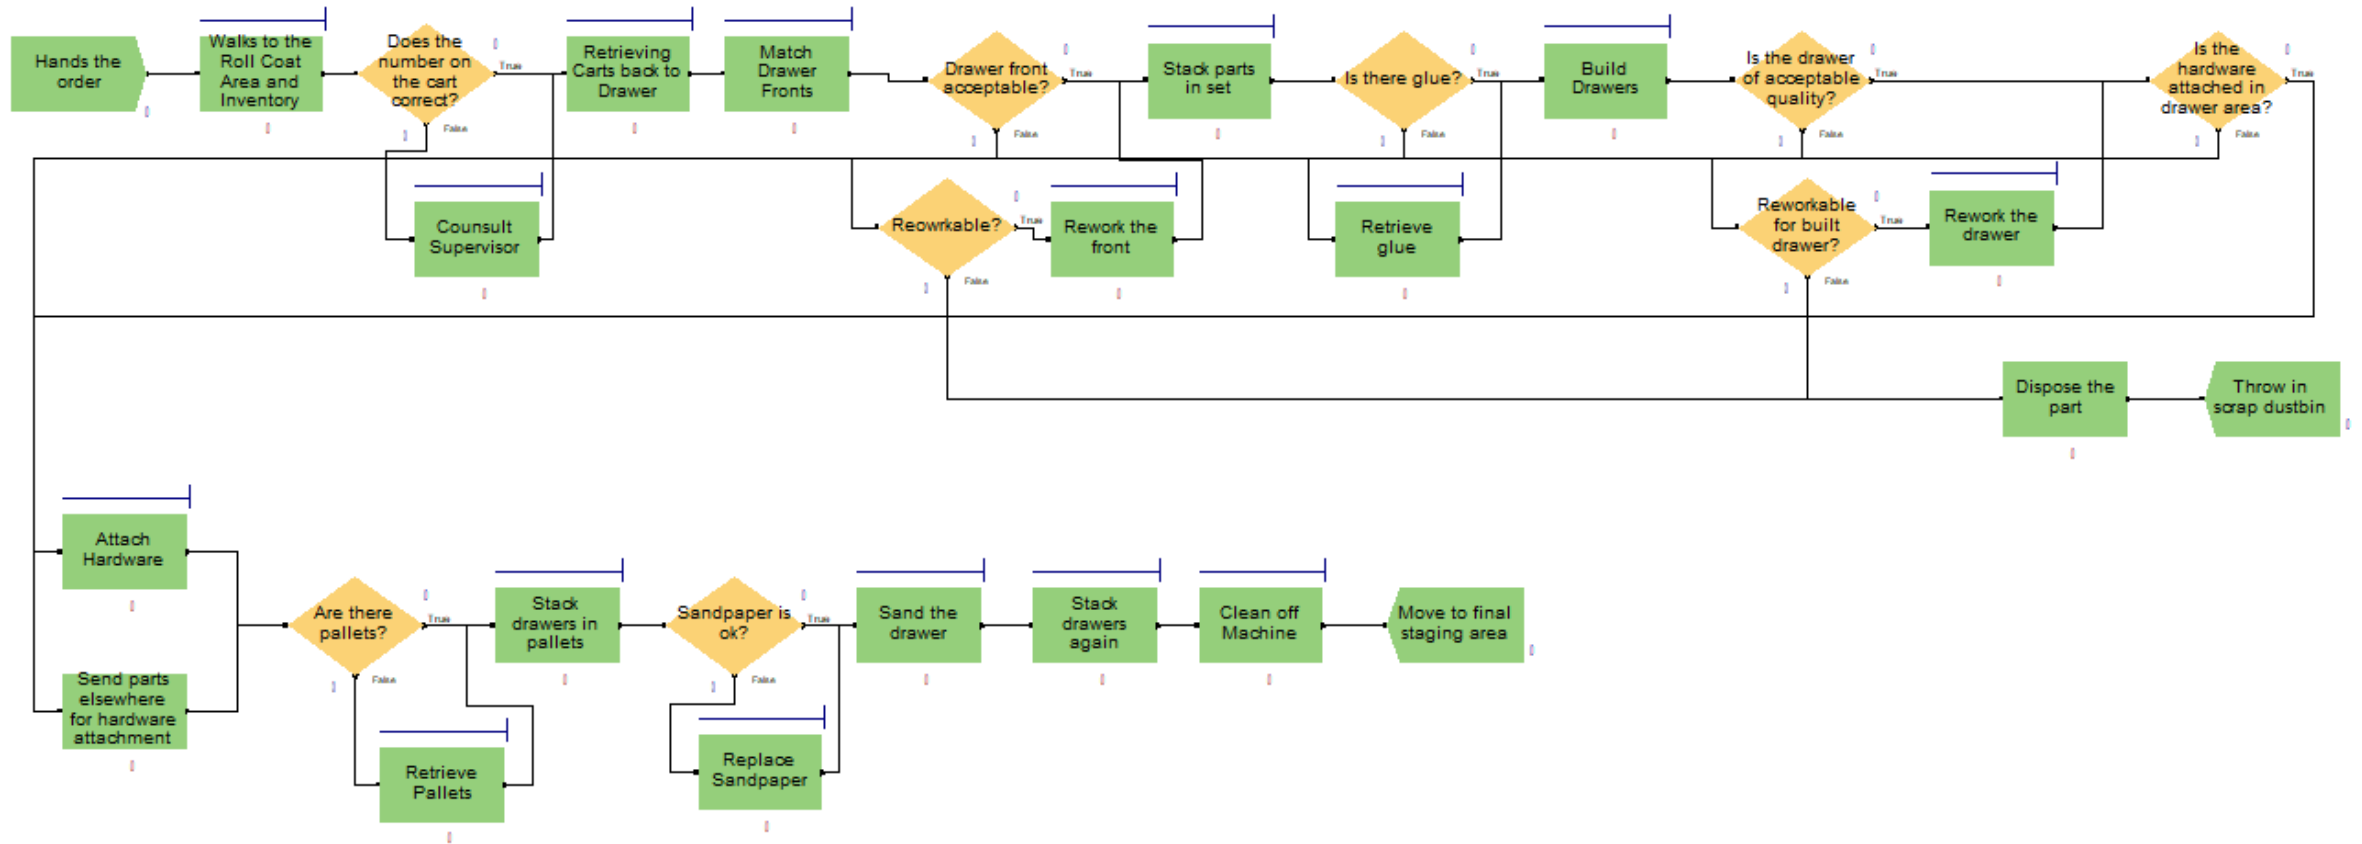 Hands the
order
Walks to the
Roll Coat
Area and
Inventory
Does the
number on
the cart
correct?
True
False
Counsult
Supervisor
Retrieving
Carts back to
Drawer
Match
Drawer
Fronts
Drawer front
acceptable?
True
False
Reowrkable?
True
False
Rework the
front
Stack parts
in set
Is there glue?
True
False
Retrieve
glue
Build
Drawers
Is the drawer
of acceptable
quality?
True
False
Reworkable
for built
drawer?
True
False
Rework the
drawer
Is the
hardware
attached in
drawer area?
True
False
Dispose the
part
Throw in
scrap dustbin
Attach
Hardware
Send parts
elsewhere
for hardware
attachment
Are there
pallets?
True
False
Retrieve
Pallets
Stack
drawers in
pallets
Sandpaper is
ok?
True
False
Replace
Sandpaper
Sand the
drawer
Stack
drawers
again
Clean off
Machine
Move to final
staging area